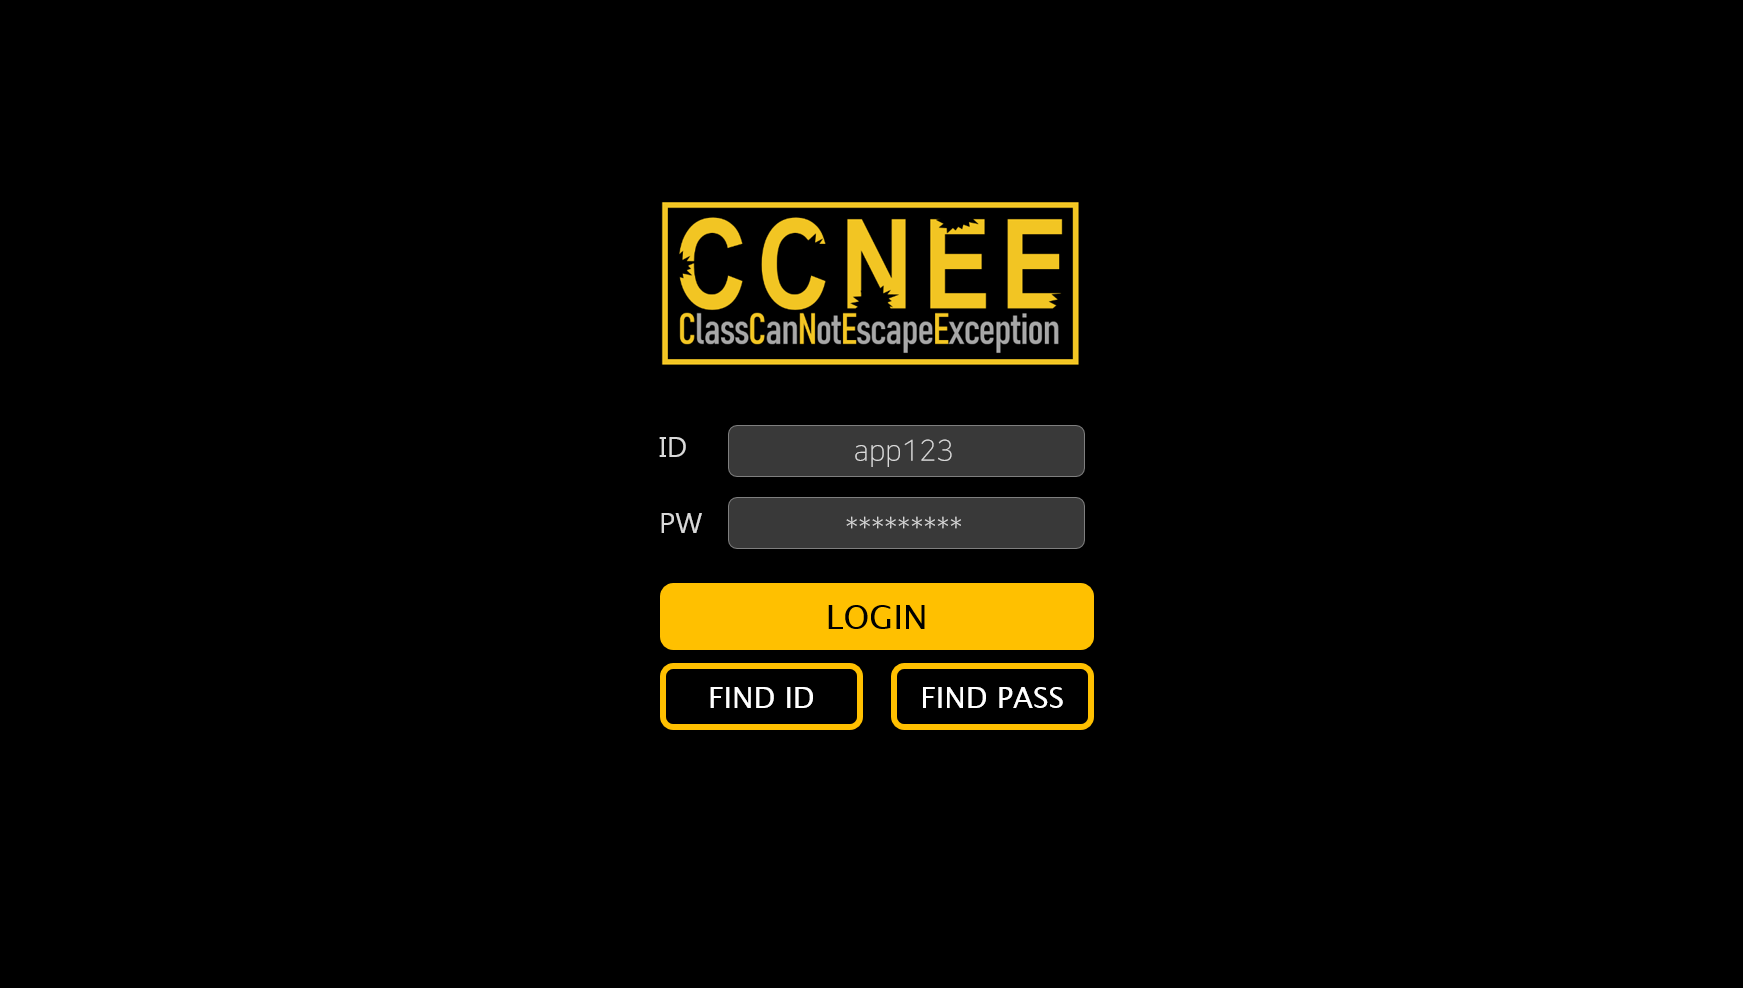 CCNEE
ClassCanNotEscapeException
ID
app123
PW
*********
LOGIN
FIND ID
FIND PASS